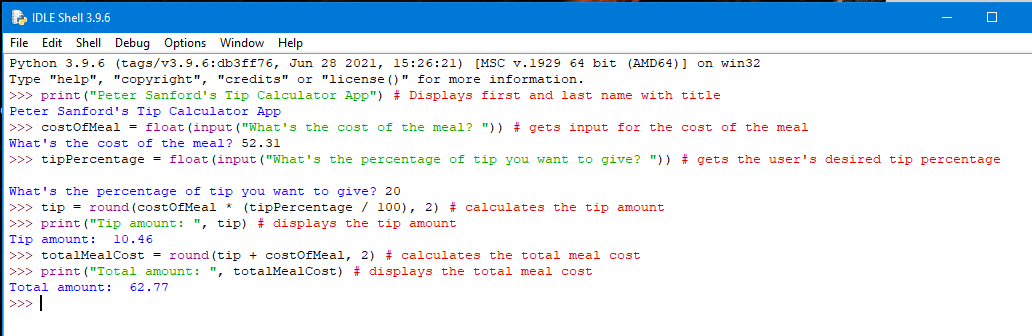 IDLE Shell 3.9.6
File Edit Shell Debug Options Window Help
Python 3.9.6 (tags/v3.9.6:db3ff76, Jun 28 2021, 15:26:21) [MSC v.1929 64 bit (AMD64)] on win32
Type "help", "copyright", "credits" or "license()" for more information.
>>> print("Peter Sanford's Tip Calculator App") # Displays first and last name with title
Peter Sanford's Tip Calculator App
>>> costOfMeal = float(input("What's the cost of the meal? ")) # gets input for the cost of the meal
What's the cost of the meal? 52.31
>>> tipPercentage = float(input("What's the percentage of tip you want to give? ")) # gets the user's desired tip percentage
What's the percentage of tip you want to give? 20
>>> tip = round(costOfMeal * (tipPercentage / 100), 2) # calculates the tip amount
>>> print("Tip amount: ", tip) # displays the tip amount
Tip amount:  10.46
>>> totalMealCost = round(tip + costOfMeal, 2) # calculates the total meal cost
>>> print("Total amount: ", totalMealCost) # displays the total meal cost
Total amount:  62.77
>>>